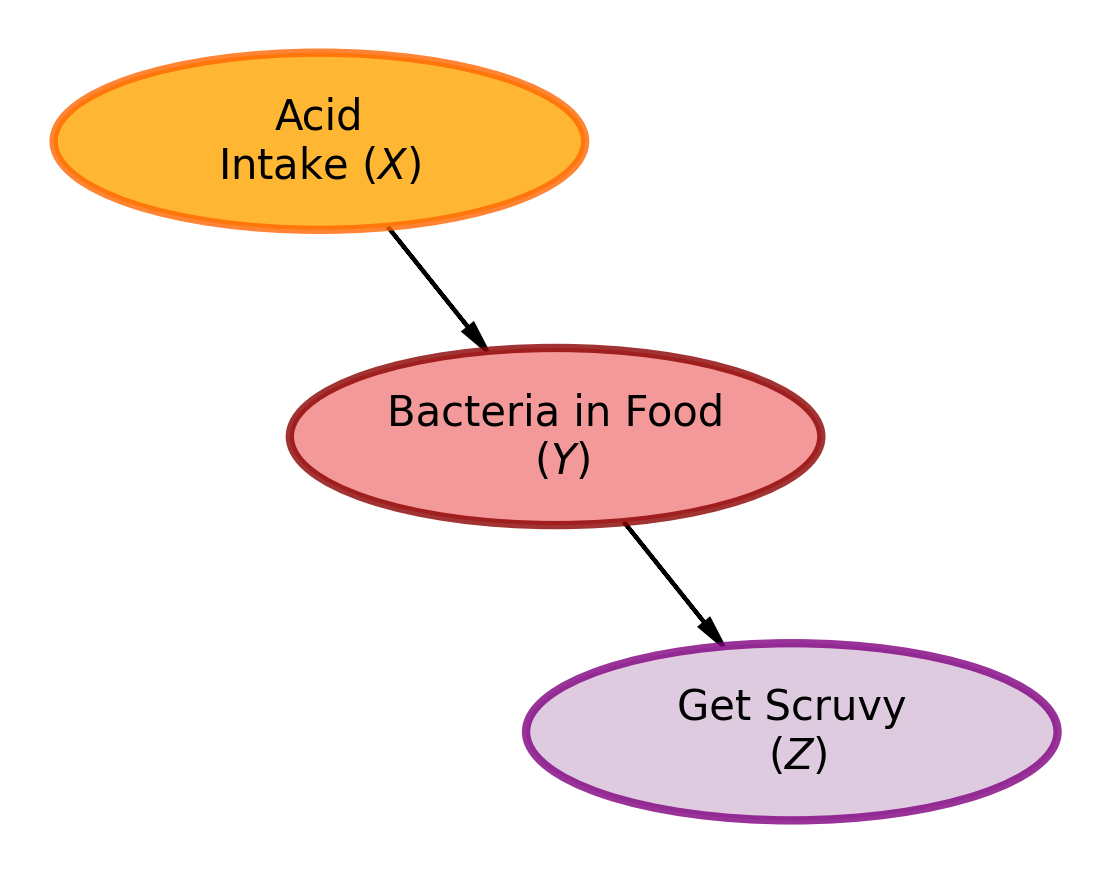 Acid
Intake (X)
Bacteria in Food
(Y)
Get Scruvy
(Z)